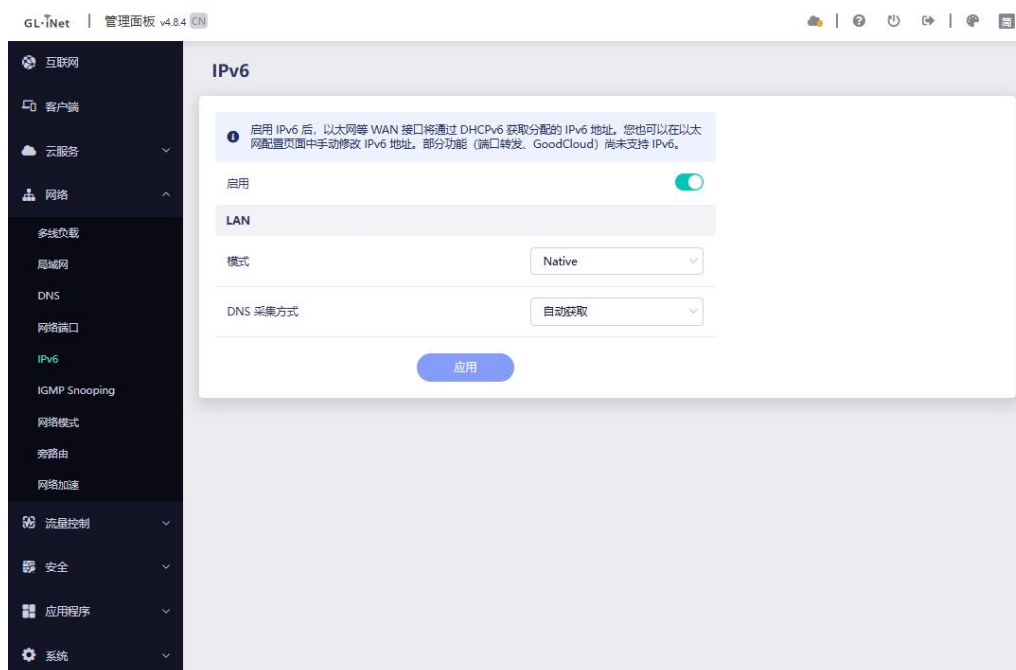 GL·iNet | 管理面板 v4.8.4 CN
简
互联网
客户端
云服务
网络
多线负载
局域网
DNS
网络端口
IPv6
IGMP Snooping
网络模式
旁路由
网络加速
流量控制
安全
应用程序
系统
IPv6
启用 IPv6 后，以太网等 WAN 接口将通过 DHCPv6 获取分配的 IPv6 地址。您也可以在以太
网配置页面中手动修改 IPv6 地址。部分功能（端口转发、GoodCloud）尚未支持 IPv6。
启用
LAN
模式
Native
DNS 采集方式
自动获取
应用